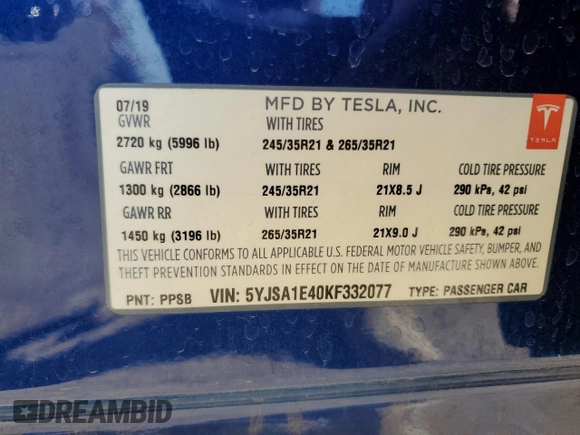 07/19 MFD BY TESLA, INC.
GVWR WITH TIRES
2720 kg (5996 lb) 245/35R21 & 265/35R21
TESLA
GAWR FRT WITH TIRES RIM COLD TIRE PRESSURE
1300 kg (2866 lb) 245/35R21 21X8.5 J 290 kPa, 42 psi
GAWR RR WITH TIRES RIM COLD TIRE PRESSURE
1450 kg (3196 lb) 265/35R21 21X9.0 J 290 kPa, 42 psi
THIS VEHICLE CONFORMS TO ALL APPLICABLE U.S. FEDERAL MOTOR VEHICLE SAFETY, BUMPER, AND
THEFT PREVENTION STANDARDS IN EFFECT ON THE DATE OF MANUFACTURE SHOWN ABOVE.
PNT: PPSB VIN: 5YJSA1E40KF332077 TYPE: PASSENGER CAR
DREAMBID